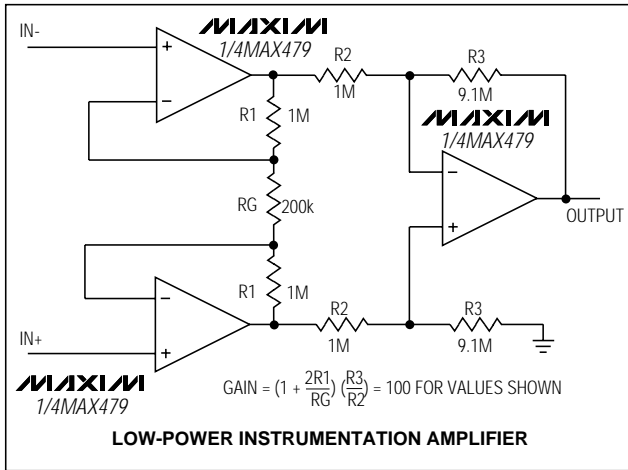 IN-
MAXIM
1/4MAX479
+
-
R1
1M
R2
1M
R3
9.1M
MAXIM
1/4MAX479
-
+
OUTPUT
RG
200k
-
+
R1
1M
R2
1M
R3
9.1M
IN+
MAXIM
1/4MAX479
GAIN = (1 + 2R1/RG) (R3/R2) = 100 FOR VALUES SHOWN
LOW-POWER INSTRUMENTATION AMPLIFIER